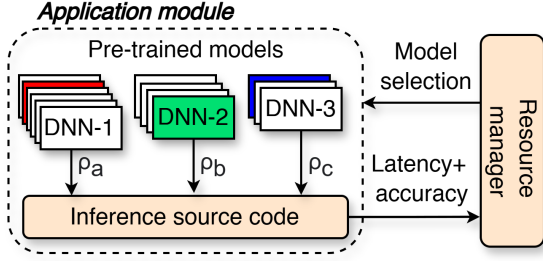 Application module
Pre-trained models
DNN-1
DNN-2
DNN-3
ρa
ρb
ρc
Inference source code
Model
selection
Latency+
accuracy
Resource
manager